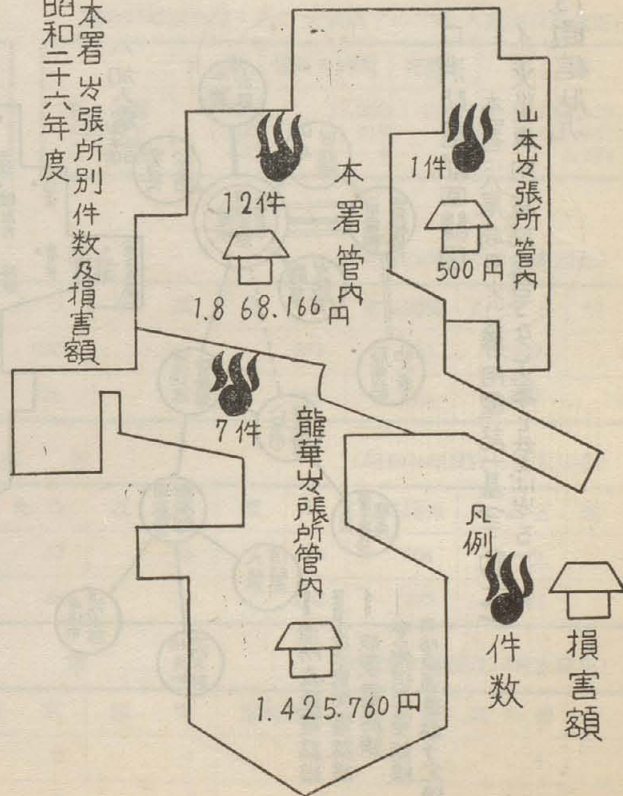 本署出張所別件数及損害額
昭和二十六年度
山本出張所管内
1件
500円
本署管内
12件
1.868.166円
龍華出張所管内
7件
1.425.760円
凡例
件数
損害額